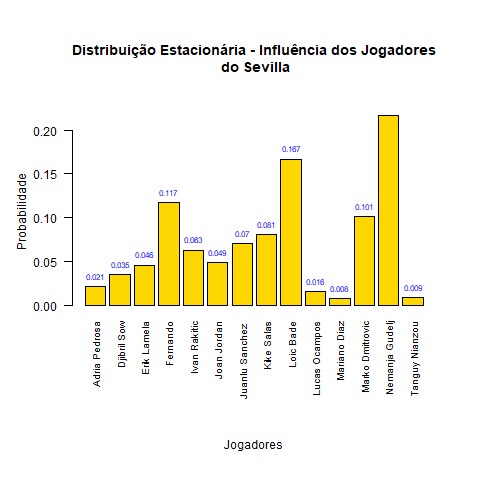 Distribuição Estacionária - Influência dos Jogadores
do Sevilla
Probabilidade
0.20
0.15
0.10
0.05
0.00
0.021
0.035
0.046
0.117
0.063
0.049
0.07
0.081
0.167
0.016
0.008
0.101
0.009
Adria Pedrosa
Djibril Sow
Erik Lamela
Fernando
Ivan Rakitic
Joan Jordan
Juanlu Sanchez
Kike Salas
Loic Bade
Lucas Ocampos
Mariano Diaz
Marko Dmitrovic
Nemanja Gudelj
Tanguy Nianzou
Jogadores